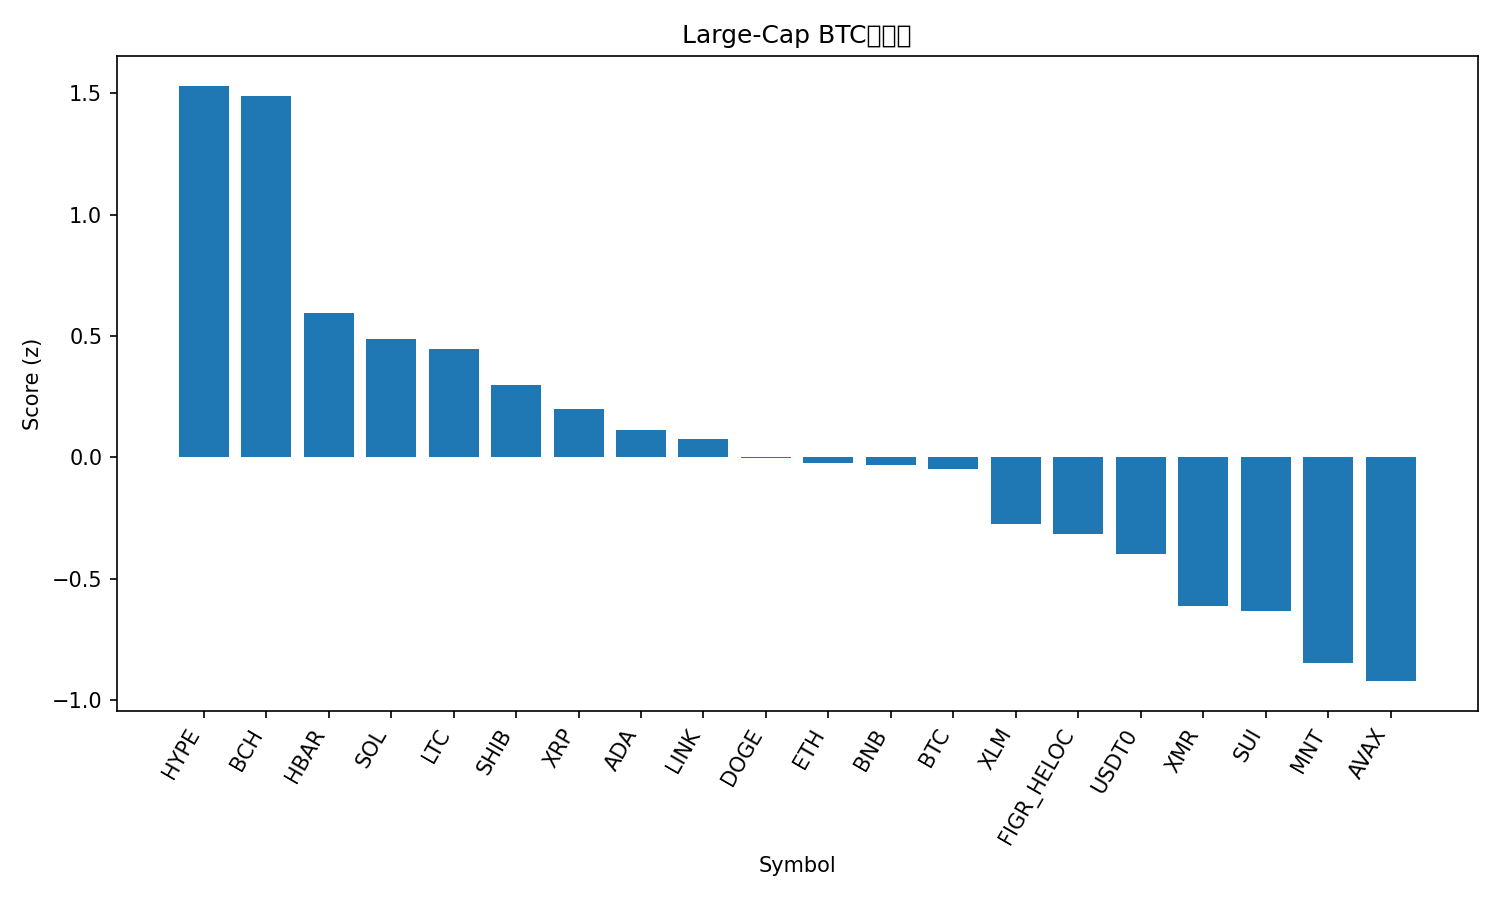 Large-Cap BTC
Score (z)
1.5
1.0
0.5
0.0
−0.5
−1.0
HYPE
BCH
HBAR
SOL
LTC
SHIB
XRP
ADA
LINK
DOGE
ETH
BNB
BTC
XLM
FIGR_HELOC
USDT0
XMR
SUI
MNT
AVAX
Symbol